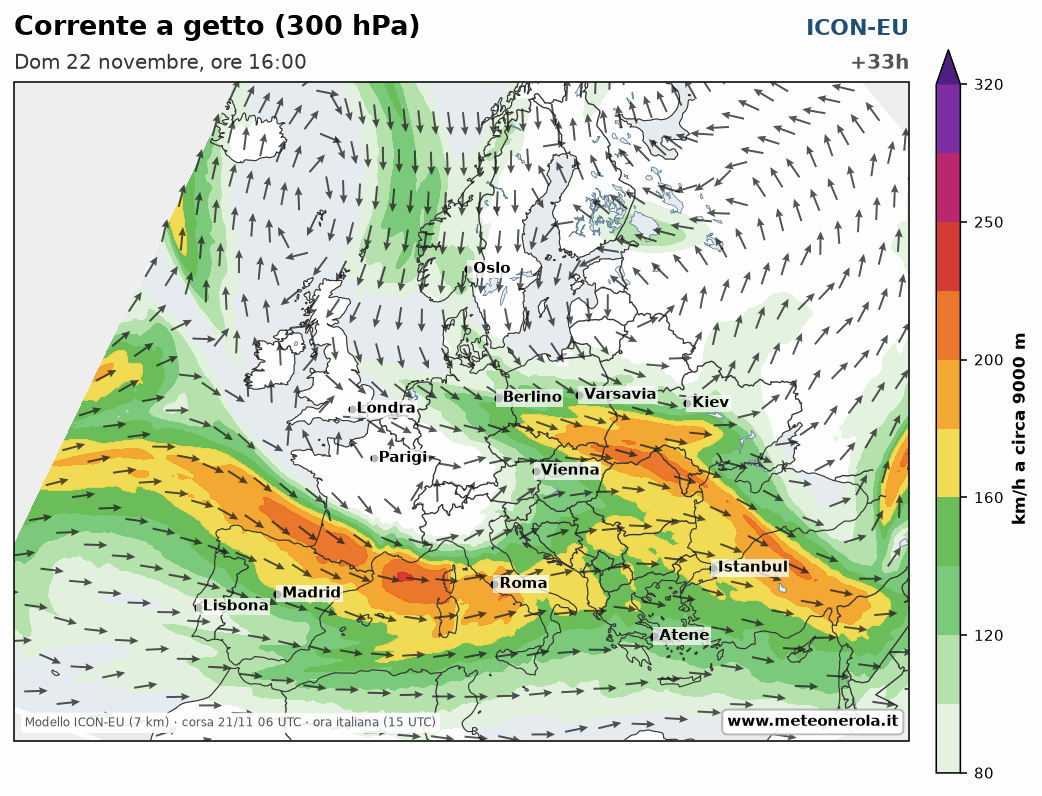 Corrente a getto (300 hPa)
ICON-EU
Dom 22 novembre, ore 16:00
+33h
320
250
200
160
120
80
km/h a circa 9000 m
Oslo
Berlino
Varsavia
Kiev
Londra
Parigi
Vienna
Istanbul
Roma
Madrid
Lisbona
Atene
Modello ICON-EU (7 km) · corsa 21/11 06 UTC · ora italiana (15 UTC)
www.meteonerola.it